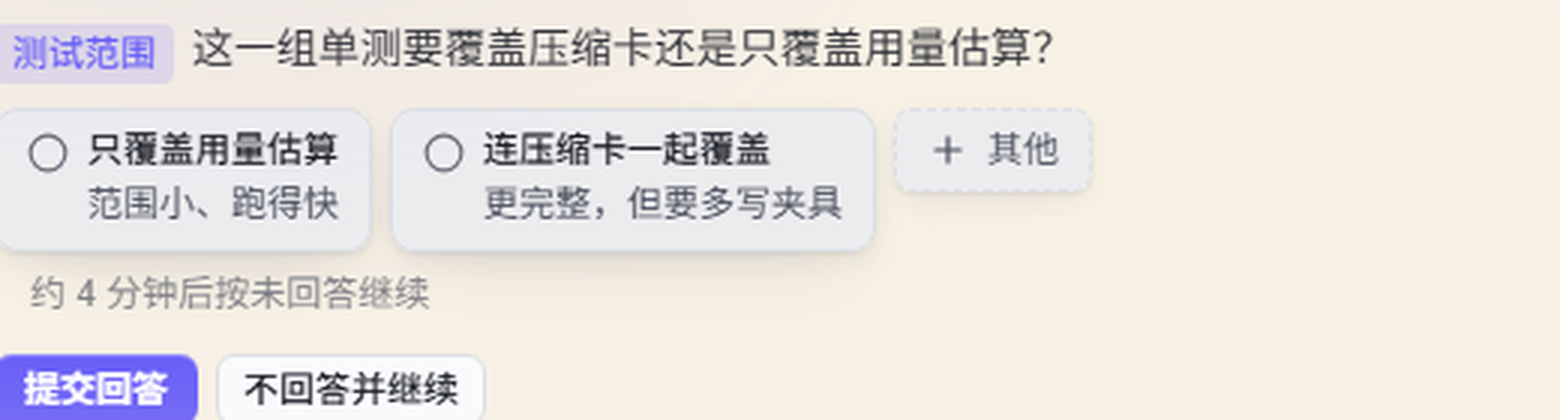 测试范围 这一组单测要覆盖压缩卡还是只覆盖用量估算？
只覆盖用量估算
范围小、跑得快
连压缩卡一起覆盖
更完整，但要多写夹具
+ 其他
约 4 分钟后按未回答继续
提交回答 不回答并继续